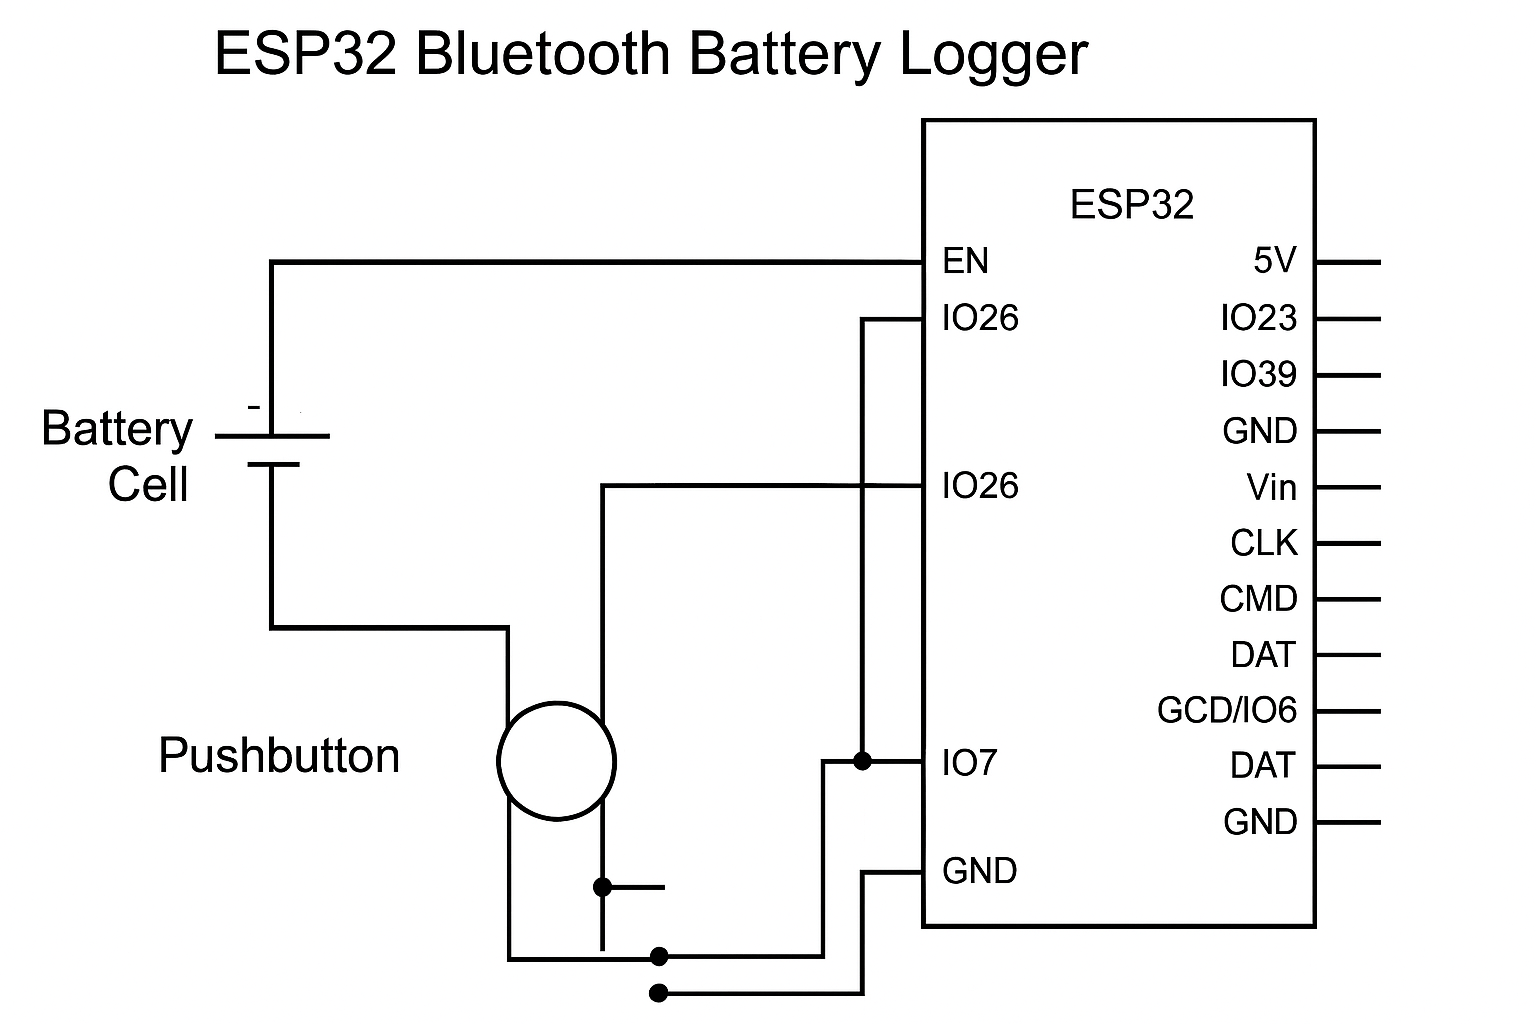 ESP32 Bluetooth Battery Logger
ESP32
EN
5V
IO26
IO23
IO39
-
Battery
Cell
GND
IO26
Vin
CLK
CMD
DAT
GCD/IO6
Pushbutton
IO7
DAT
GND
GND